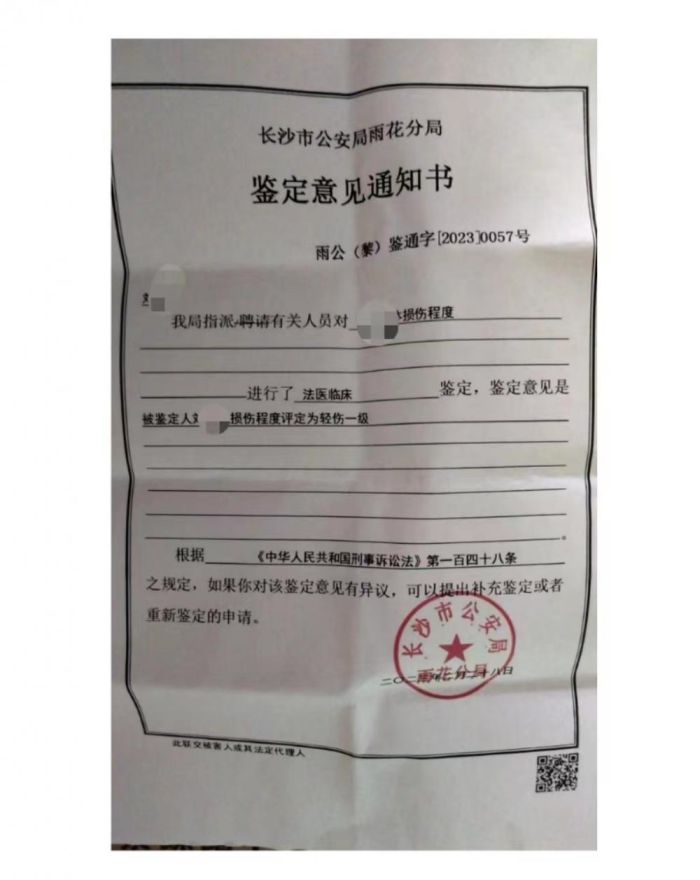 长沙市公安局雨花分局
鉴定意见通知书
雨公（黎）鉴通字[2023]0057号
我局指派聘请有关人员对 损伤程度
进行了 法医临床 鉴定，鉴定意见是
被鉴定人刘 损伤程度评定为轻伤一级
。
根据 《中华人民共和国刑事诉讼法》第一百四十八条
之规定，如果你对该鉴定意见有异议，可以提出补充鉴定或者
重新鉴定的申请。
长沙市公安局
雨花分局
月二十八日
此联交被害人或其法定代理人